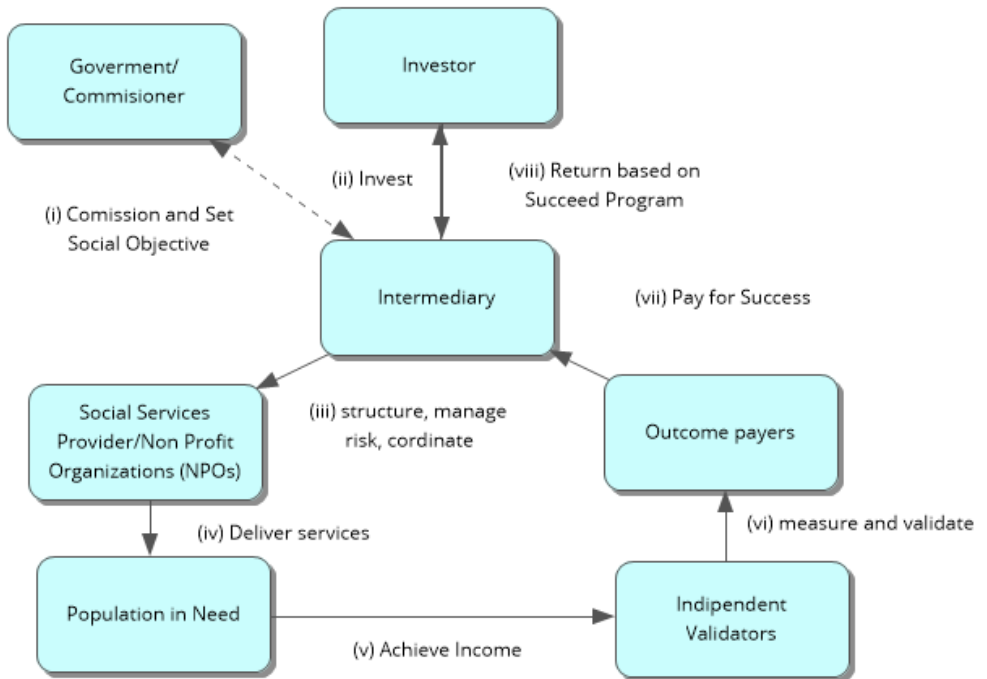 Goverment/
Commisioner
Investor
(ii) Invest
(viii) Return based on
Succeed Program
(i) Comission and Set
Social Objective
Intermediary
(vii) Pay for Success
Social Services
Provider/Non Profit
Organizations (NPOs)
(iii) structure, manage
risk, cordinate
Outcome payers
(iv) Deliver services
(vi) measure and validate
Population in Need
Indipendent
Validators
(v) Achieve Income